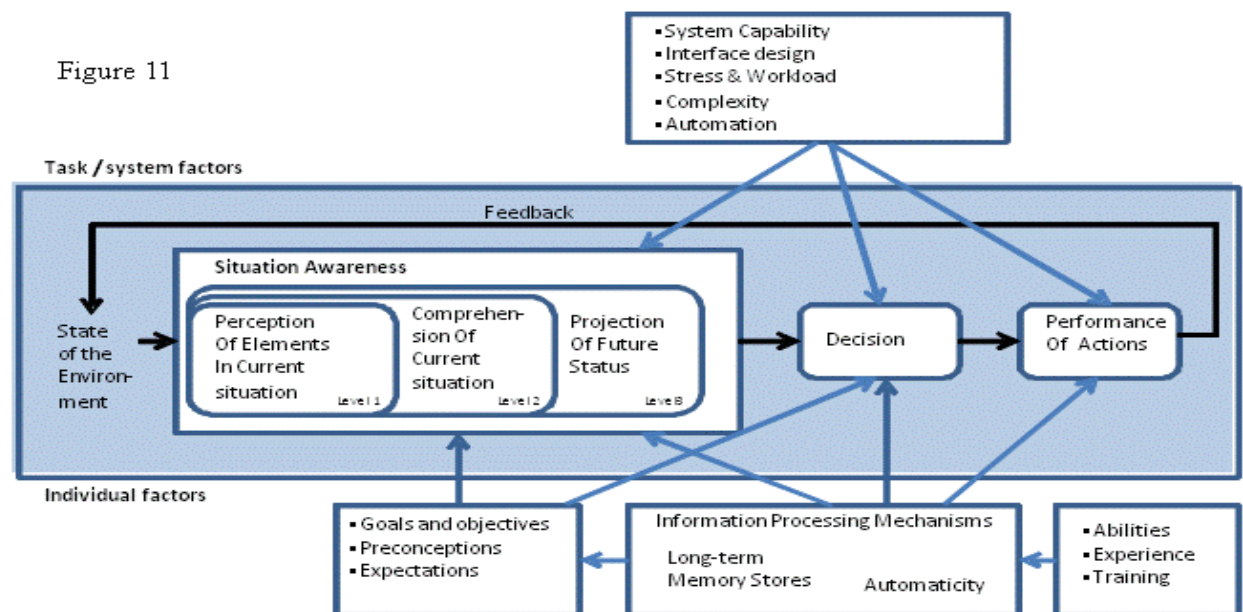 ▪System Capability
▪Interface design
Figure 11
▪Stress & Workload
▪Complexity
▪Automation
Task / system factors
Feedback
Situation Awareness
State
of the
Environ-
ment
Perception
Of Elements
In Current
situation
Level 1
Comprehen-
sion Of
Current
situation
Level 2
Projection
Of Future
Status
Level 3
Decision
Performance
Of Actions
Individual factors
▪Goals and objectives
▪Preconceptions
▪Expectations
Information Processing Mechanisms
Long-term
Memory Stores
Automaticity
▪Abilities
▪Experience
▪Training